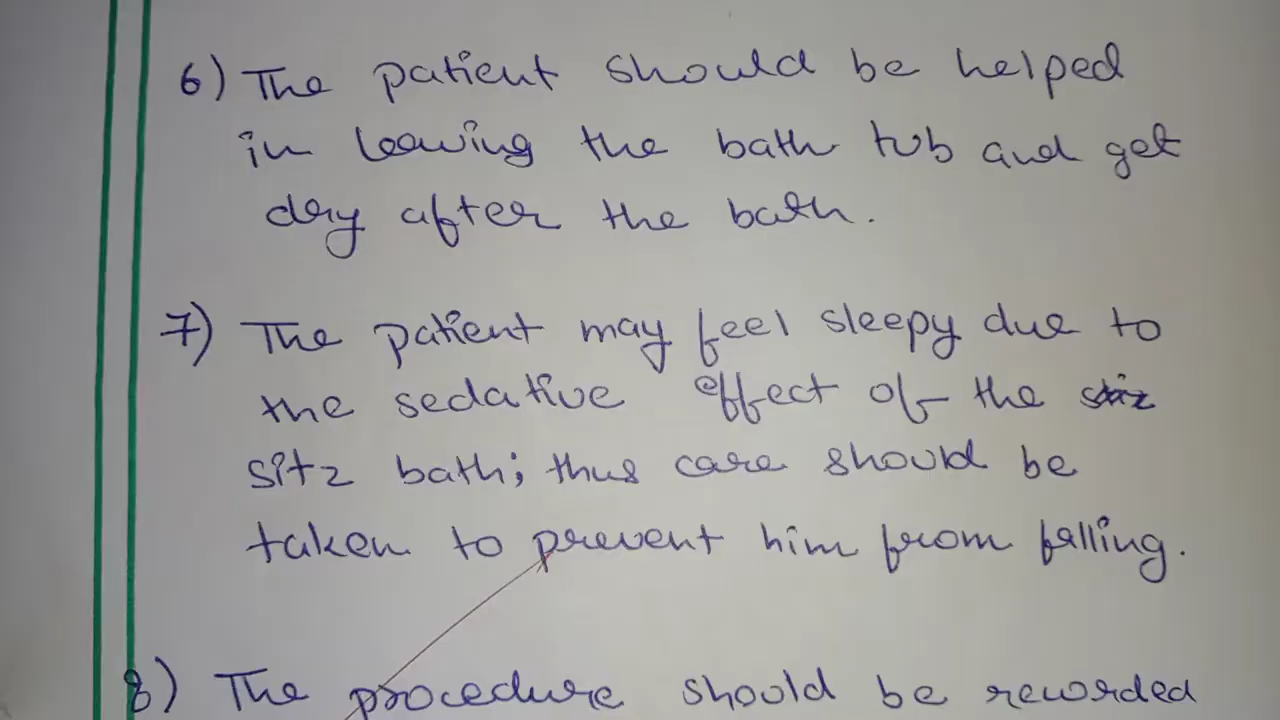 6) The patient should be helped
in leaving the bath tub and get
dry after the bath.
7) The patient may feel sleepy due to
the sedative effect of the
sitz bath; thus care should be
taken to prevent him from falling.
8) The procedure should be recorded